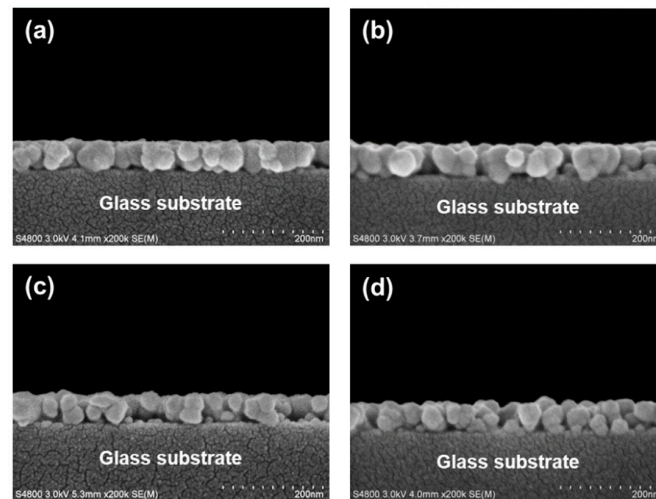 (a)
Glass substrate
S4800 3.0kV 4.1mm x200k SE(M) 200nm
(b)
Glass substrate
S4800 3.0kV 3.7mm x200k SE(M) 200nm
(c)
Glass substrate
S4800 3.0kV 5.3mm x200k SE(M) 200nm
(d)
Glass substrate
S4800 3.0kV 4.0mm x200k SE(M) 200nm